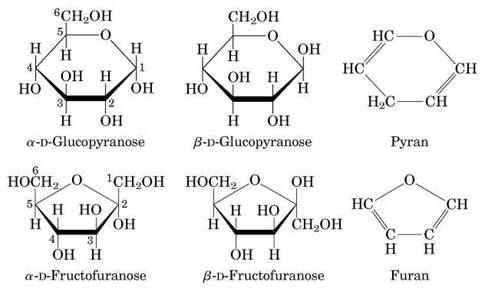 ⁶CH₂OH
5
O
H
H
H
4
OH
H
1
HO
OH
3
2
H
OH
α-D-Glucopyranose
CH₂OH
O
H
OH
H
OH
H
HO
H
H
OH
β-D-Glucopyranose
HC
O
HC
CH
H₂C
CH
Pyran
6
HOCH₂
O
¹CH₂OH
5
H
HO
2
H
OH
4
3
OH
H
α-D-Fructofuranose
HOCH₂
O
OH
H
HO
H
CH₂OH
OH
H
β-D-Fructofuranose
O
HC
CH
C
C
H
H
Furan